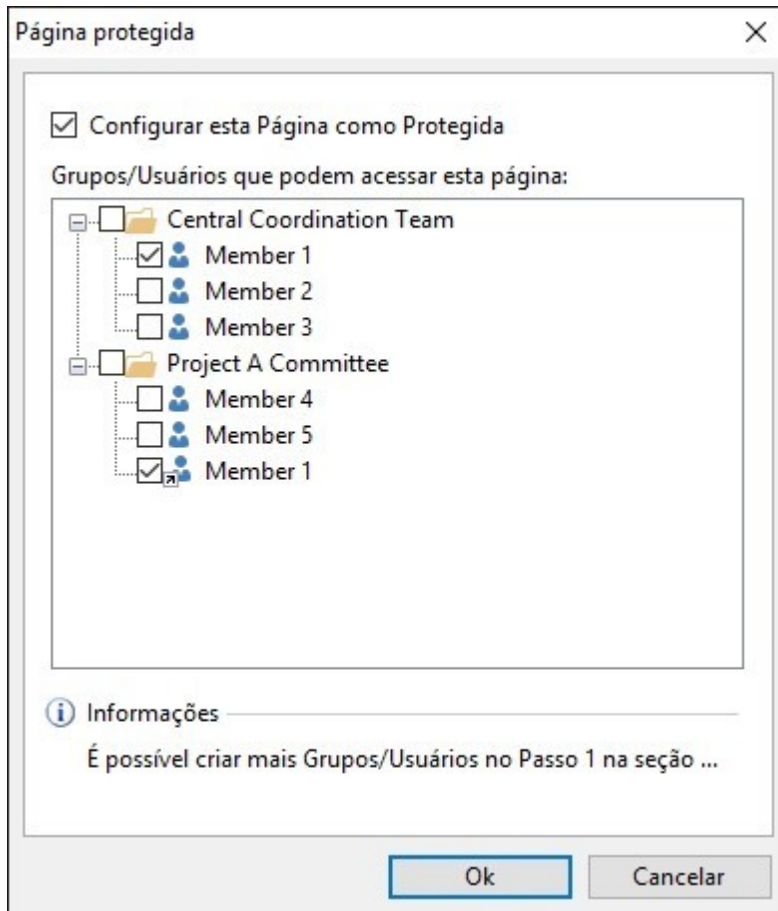 Página protegida
Configurar esta Página como Protegida
Grupos/Usuários que podem acessar esta página:
Central Coordination Team
Member 1
Member 2
Member 3
Project A Committee
Member 4
Member 5
Member 1
Informações
É possível criar mais Grupos/Usuários no Passo 1 na seção ...
Ok Cancelar